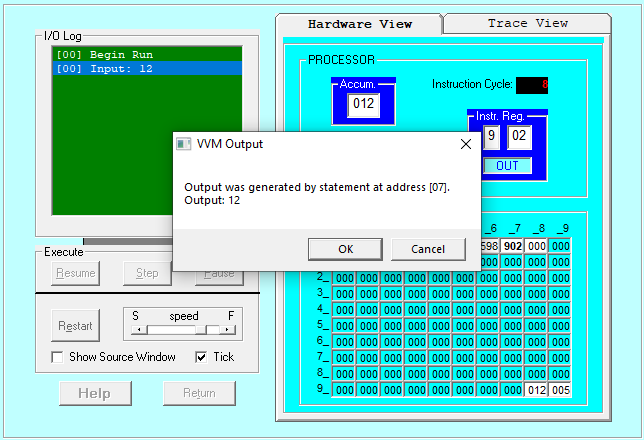 Hardware View
Trace View
I/O Log
[00] Begin Run
[00] Input: 12
PROCESSOR
Accum.
012
Instruction Cycle: 8
Instr. Reg.
9 02
OUT
VVM Output
Output was generated by statement at address [07].
Output: 12
OK
Cancel
Execute
Resume
Step
Pause
Restart
S speed F
Show Source Window
Tick
Help
Return
_6 _7 _8 _9
598 902 000 000
2_ 000 000 000 000 000 000 000 000 000 000
3_ 000 000 000 000 000 000 000 000 000 000
4_ 000 000 000 000 000 000 000 000 000 000
5_ 000 000 000 000 000 000 000 000 000 000
6_ 000 000 000 000 000 000 000 000 000 000
7_ 000 000 000 000 000 000 000 000 000 000
8_ 000 000 000 000 000 000 000 000 000 000
9_ 000 000 000 000 000 000 000 000 012 005